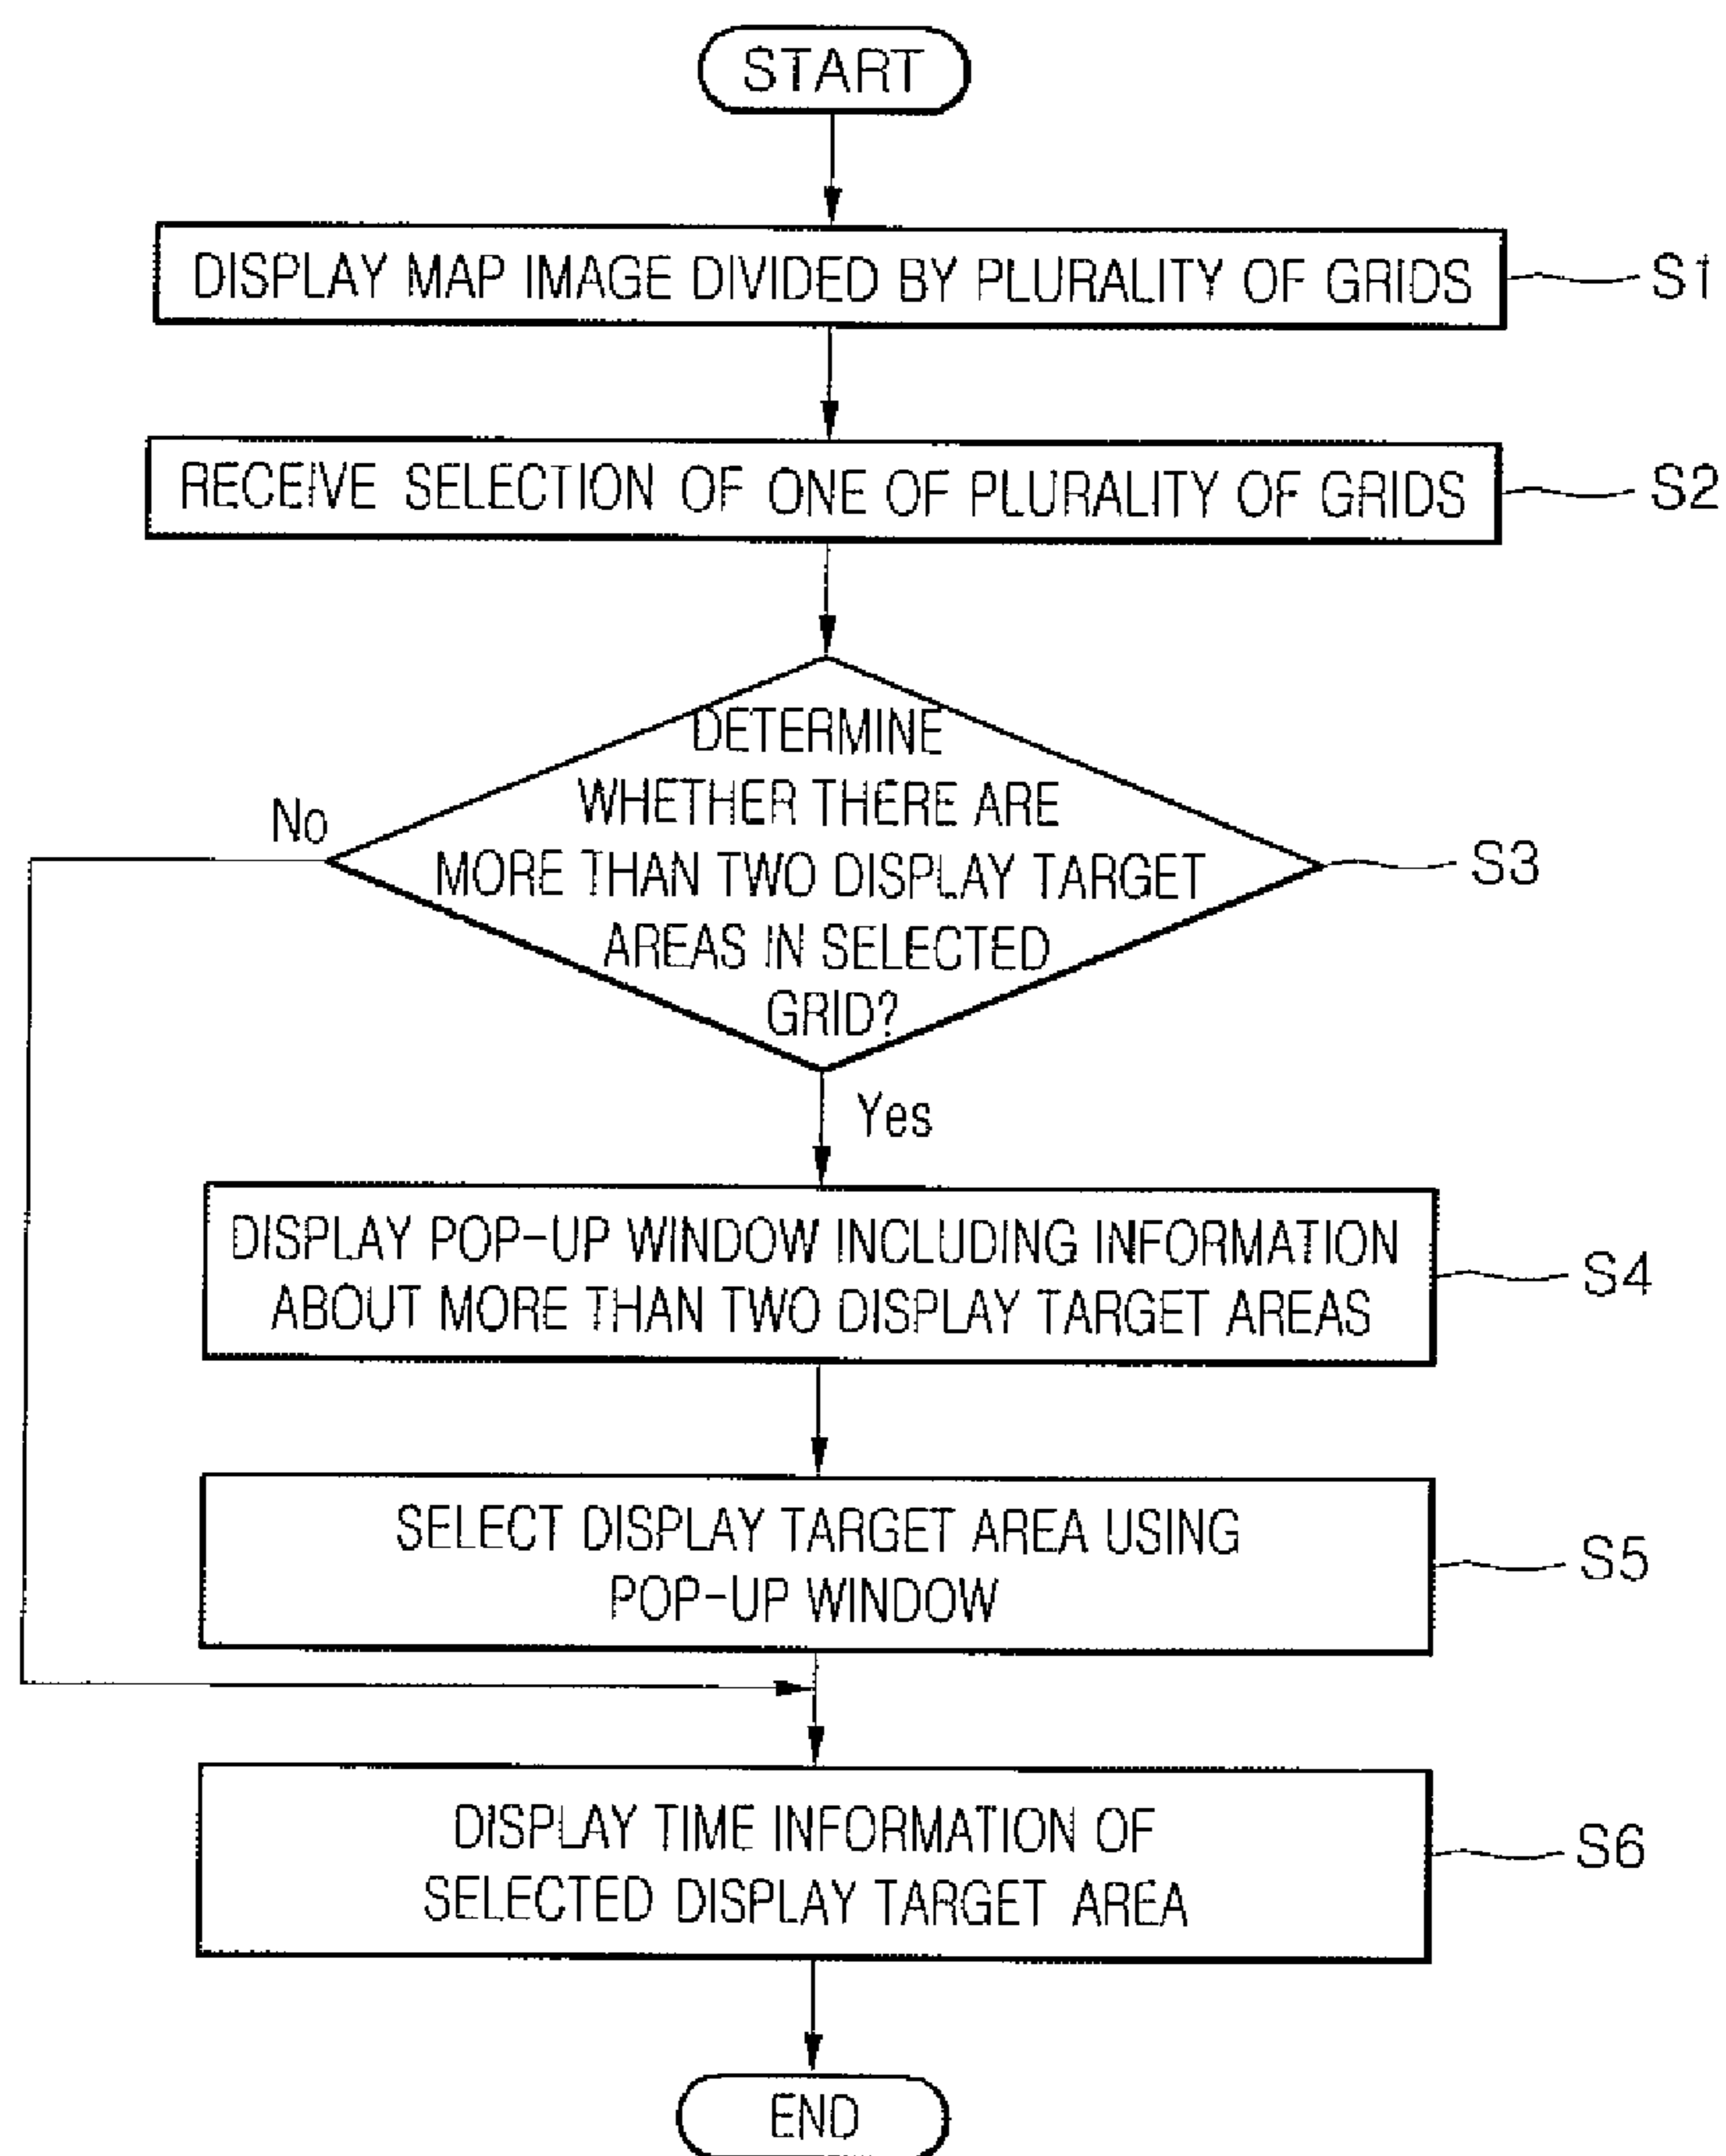 START
DISPLAY MAP IMAGE DIVIDED BY PLURALITY OF GRIDS
S1
RECEIVE SELECTION OF ONE OF PLURALITY OF GRIDS
S2
DETERMINE
WHETHER THERE ARE
MORE THAN TWO DISPLAY TARGET
AREAS IN SELECTED
GRID?
No
S3
Yes
DISPLAY POP-UP WINDOW INCLUDING INFORMATION
ABOUT MORE THAN TWO DISPLAY TARGET AREAS
S4
SELECT DISPLAY TARGET AREA USING
POP-UP WINDOW
S5
DISPLAY TIME INFORMATION OF
SELECTED DISPLAY TARGET AREA
S6
END